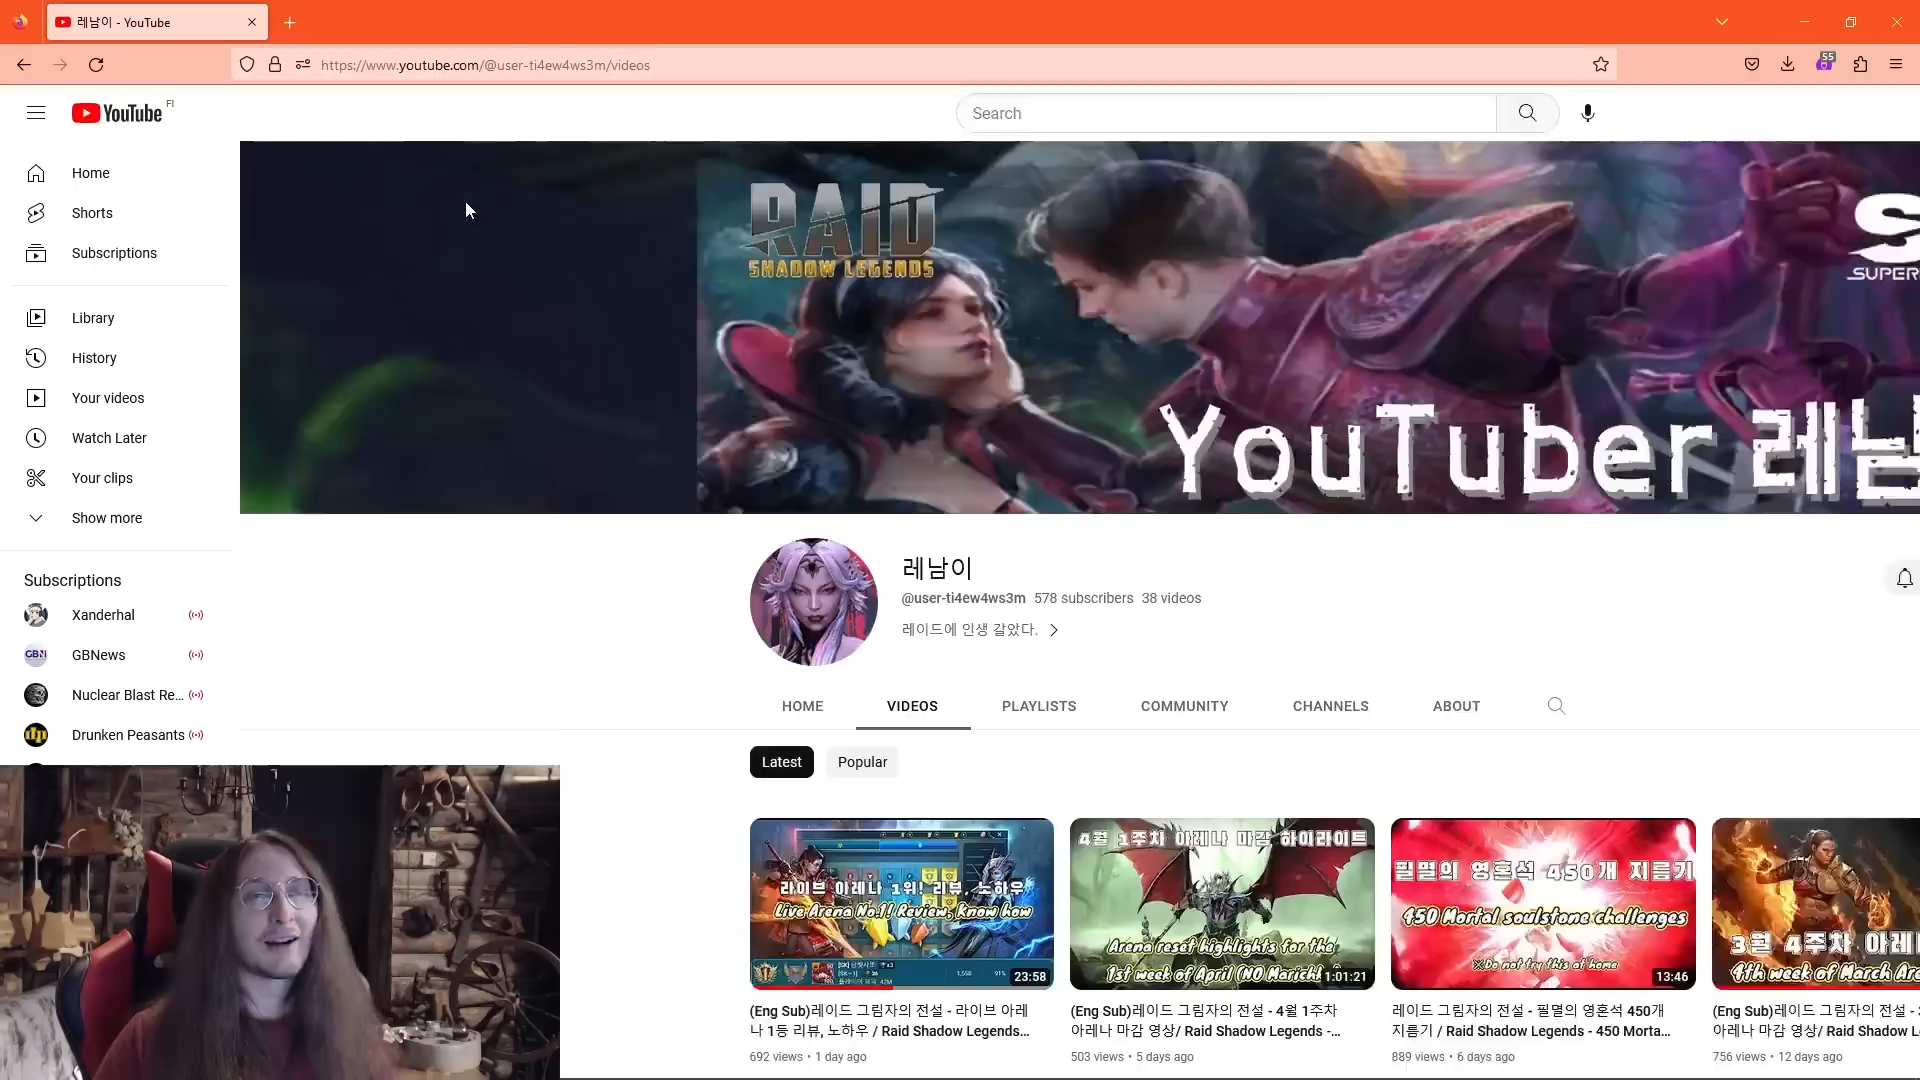 레남이 - YouTube
55
https://www.youtube.com/@user-ti4ew4ws3m/videos
YouTube FI
Search
Home
Shorts
Subscriptions
Library
History
Your videos
Watch Later
Your clips
Show more
Subscriptions
Xanderhal
GBN GBNews
Nuclear Blast Re...
dp Drunken Peasants
RAID
SHADOW LEGENDS
S
SUPER
YouTuber 레남
레남이
@user-ti4ew4ws3m 578 subscribers 38 videos
레이드에 인생 갈았다.
HOME VIDEOS PLAYLISTS COMMUNITY CHANNELS ABOUT
Latest Popular
라이브 아레나 1위! 리뷰, 노하우
Live Arena No.1! Review, Know how
1,558 91%
23:58
(Eng Sub)레이드 그림자의 전설 - 라이브 아레
나 1등 리뷰, 노하우 / Raid Shadow Legends...
692 views • 1 day ago
4월 1주차 아레나 마감 하이라이트
Arena reset highlights for the
1st week of April (NO Marichi
1:01:21
(Eng Sub)레이드 그림자의 전설 - 4월 1주차
아레나 마감 영상/ Raid Shadow Legends -...
503 views • 5 days ago
필멸의 영혼석 450개 지르기
450 Mortal soulstone challenges
※Do not try this at home
13:46
레이드 그림자의 전설 - 필멸의 영혼석 450개
지르기 / Raid Shadow Legends - 450 Morta...
889 views • 6 days ago
3월 4주차 아레
4th week of March Are
(Eng Sub)레이드 그림자의 전설 -
아레나 마감 영상/ Raid Shadow L
756 views • 12 days ago